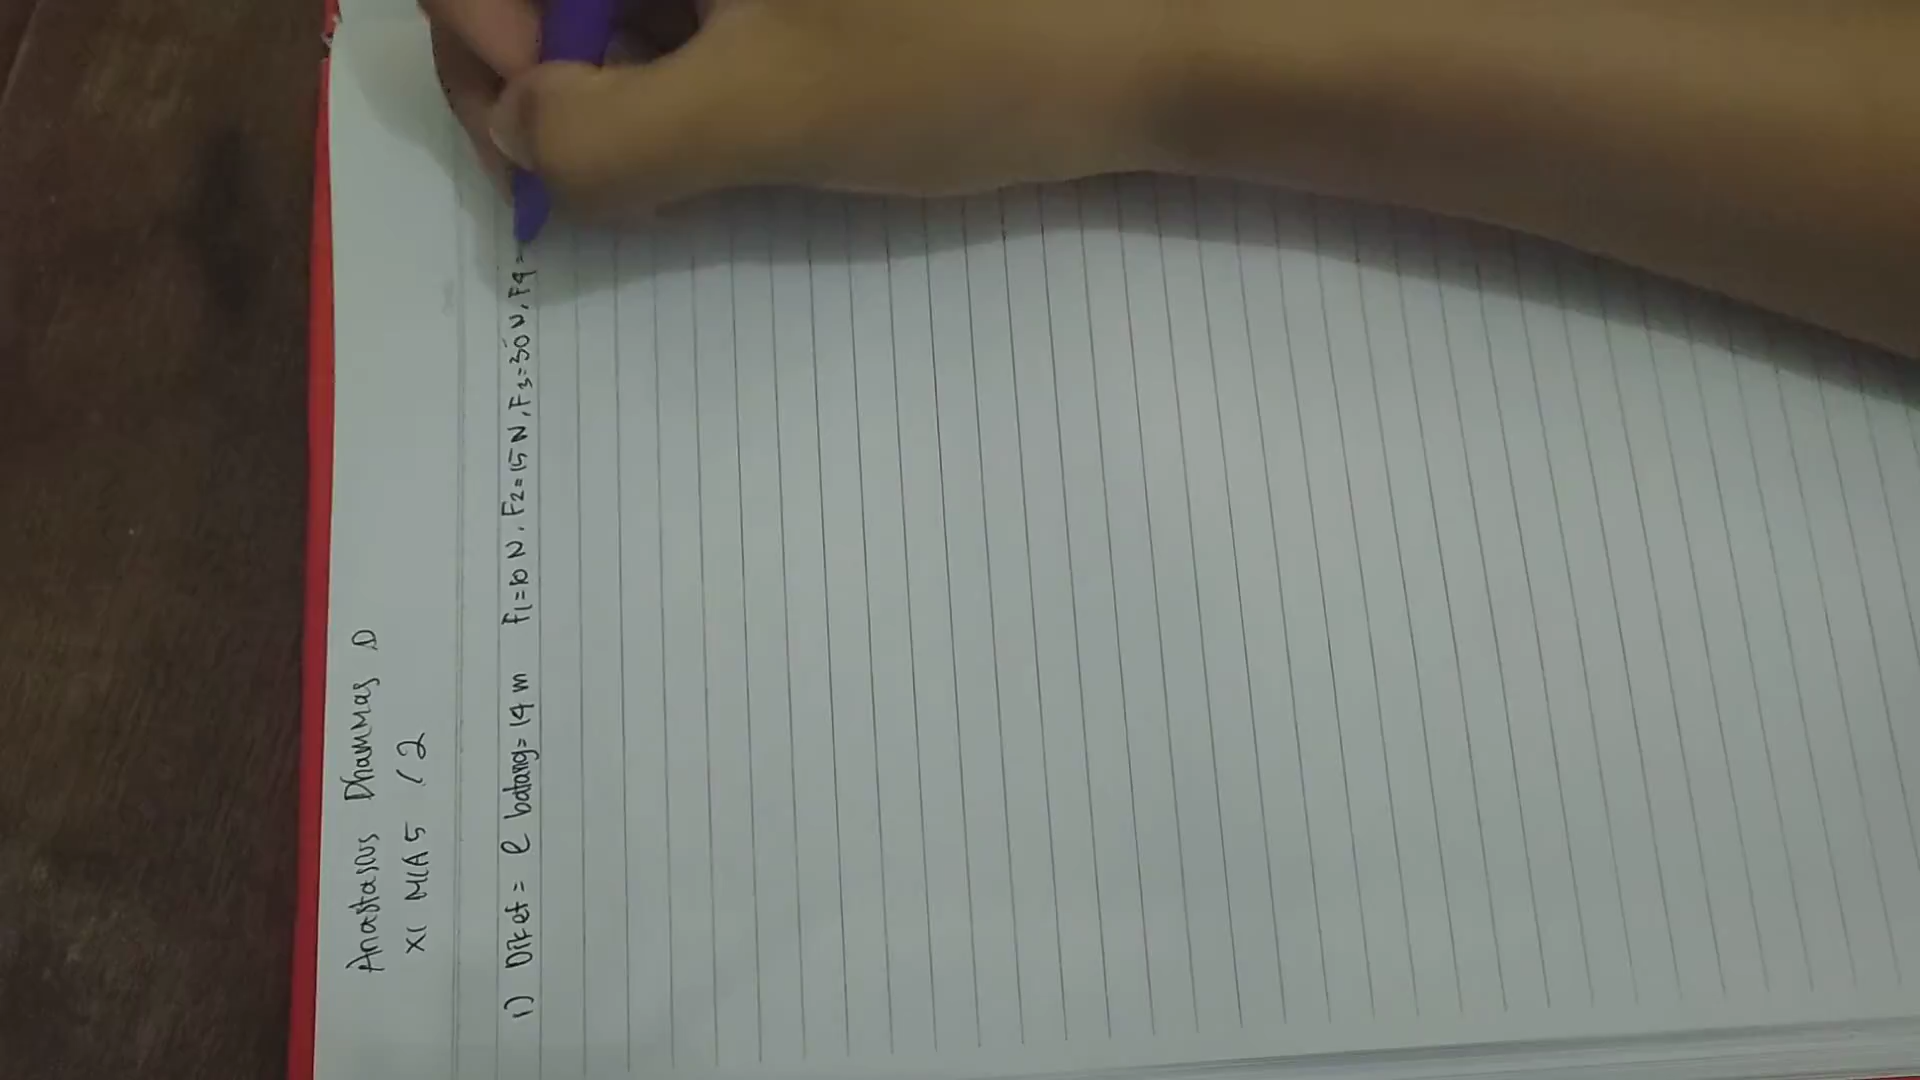 Anastasius Dhammas D
XI MIA 5 / 2
1) Diket = l batang = 14 m F1 = 10 N, F2 = 15 N, F3 = 30 N, F4 =